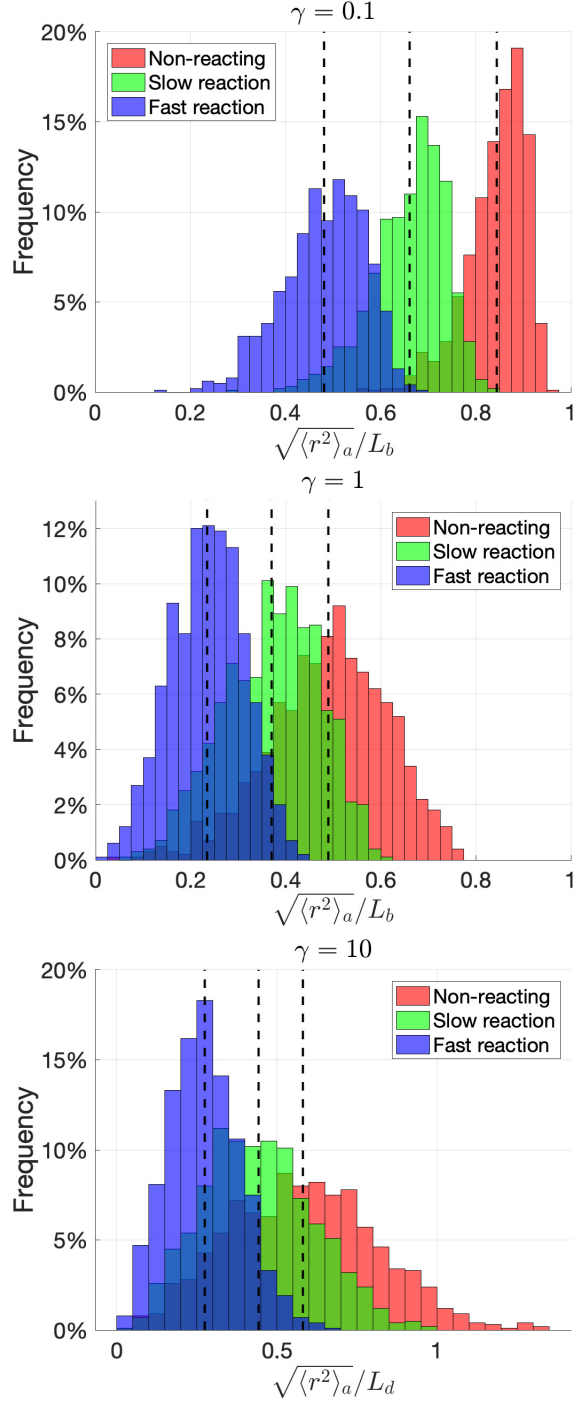 γ = 0.1
20%
15%
10%
5%
0%
Frequency
Non-reacting
Slow reaction
Fast reaction
0 0.2 0.4 0.6 0.8 1
√⟨r²⟩ₐ/L_b
γ = 1
12%
10%
8%
6%
4%
2%
0%
Frequency
Non-reacting
Slow reaction
Fast reaction
0 0.2 0.4 0.6 0.8 1
√⟨r²⟩ₐ/L_b
γ = 10
20%
15%
10%
5%
0%
Frequency
Non-reacting
Slow reaction
Fast reaction
0 0.5 1
√⟨r²⟩ₐ/L_d